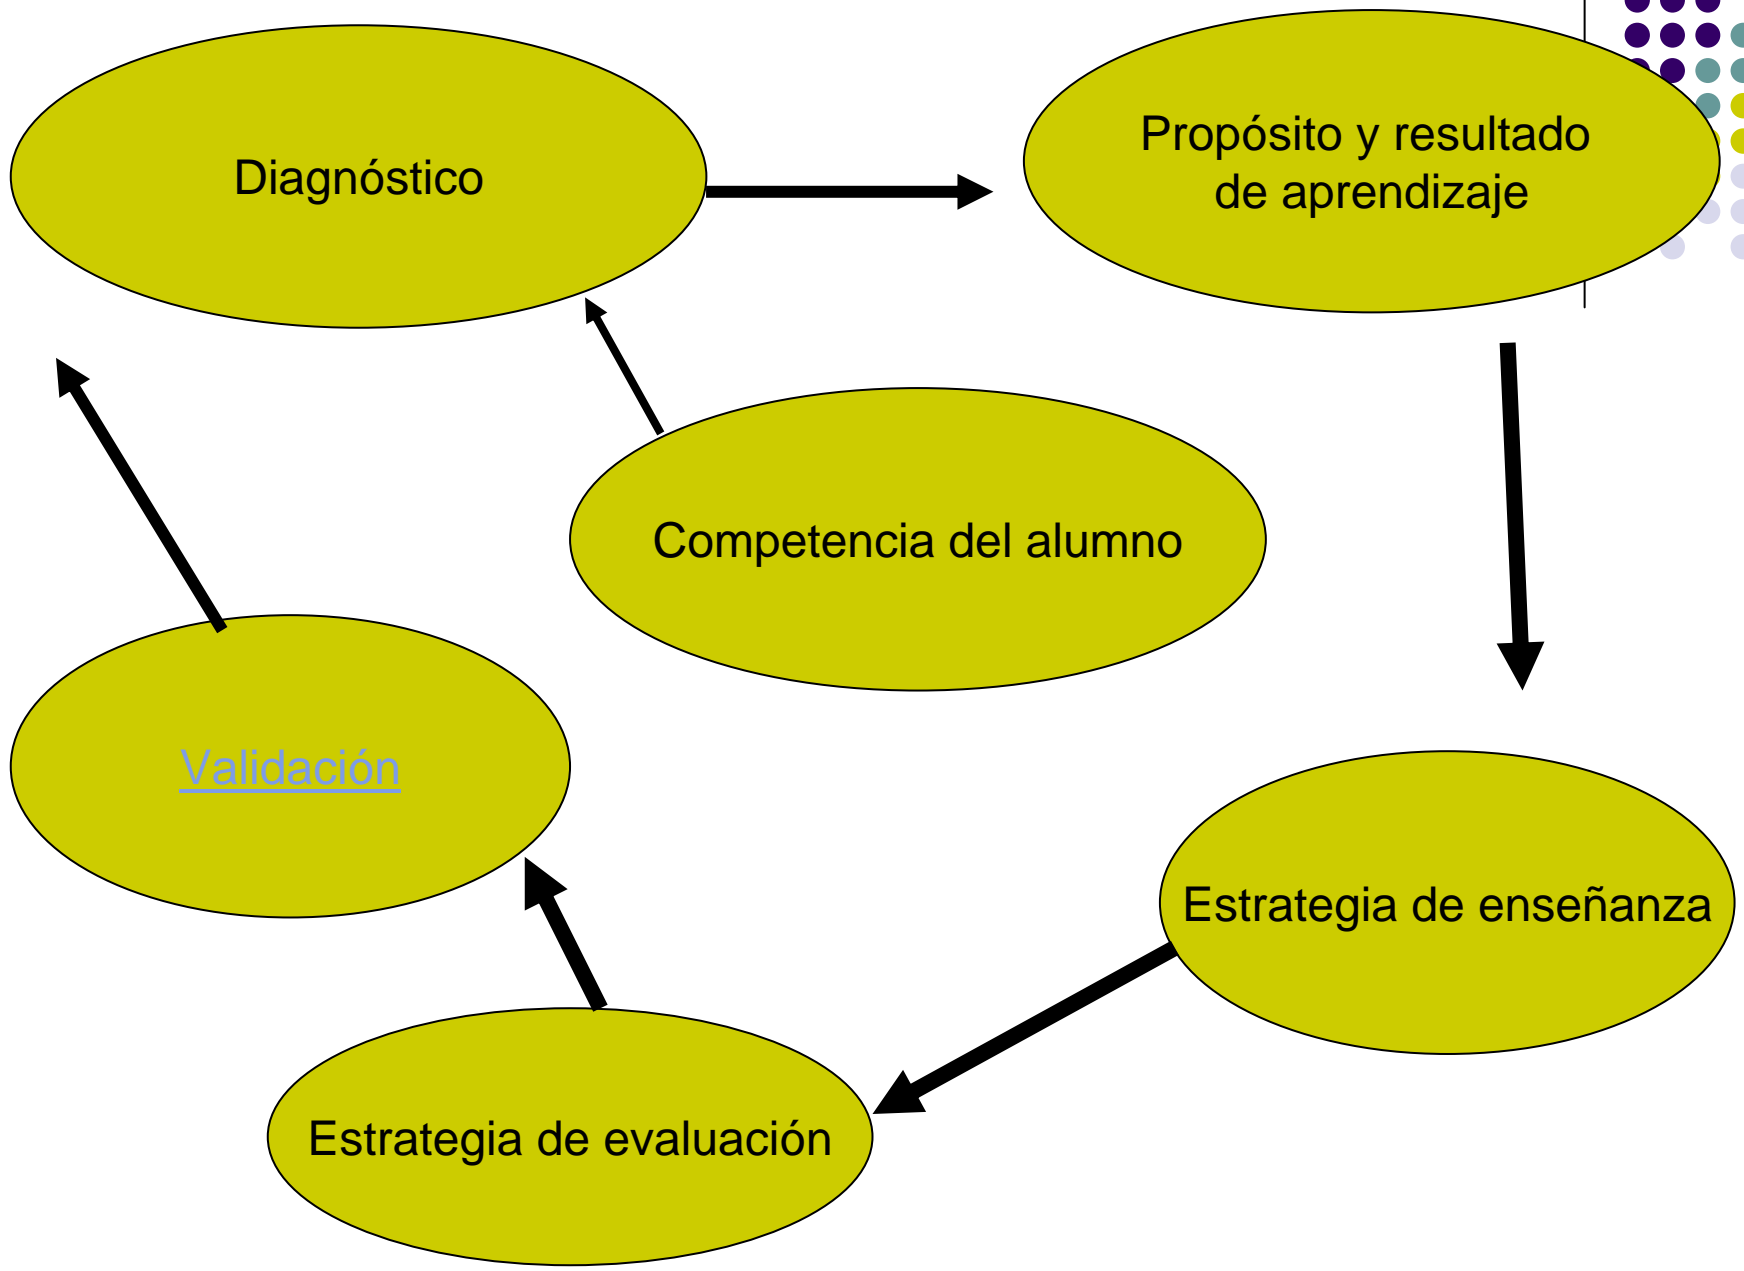 Diagnóstico
Propósito y resultado
de aprendizaje
Competencia del alumno
Validación
Estrategia de enseñanza
Estrategia de evaluación